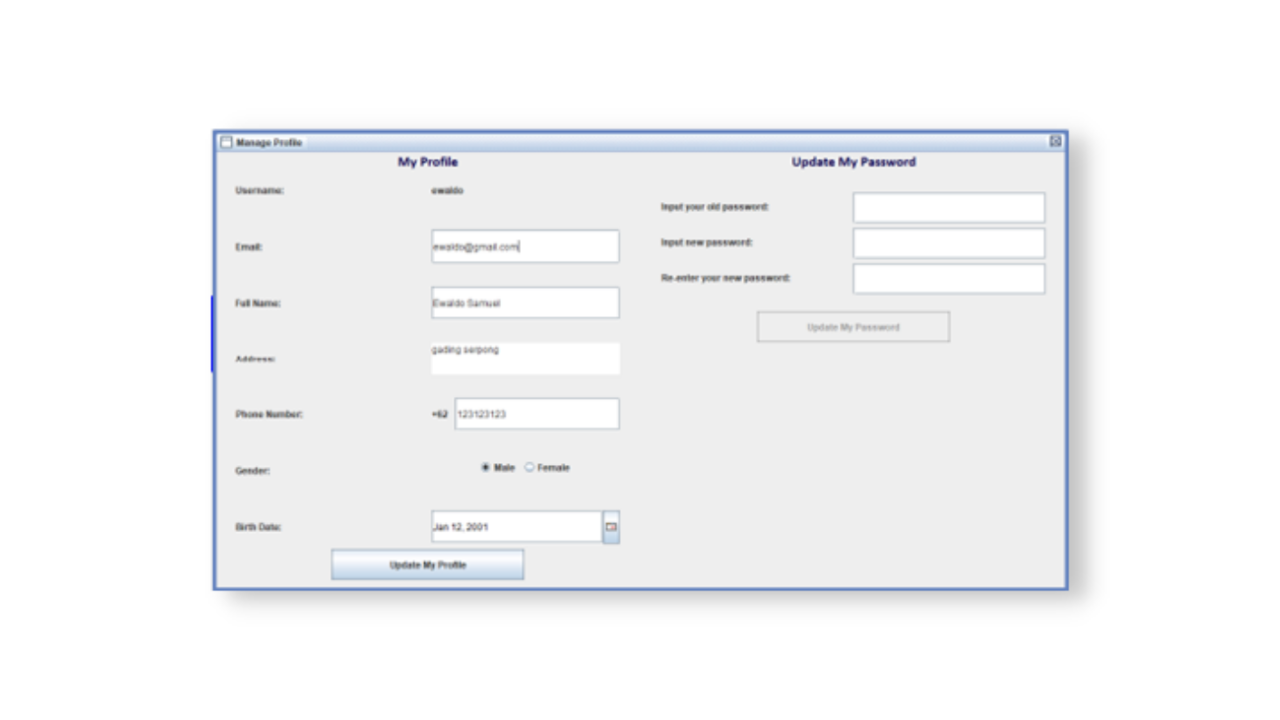 Manage Profile
My Profile
Username: ewaldo
Email: ewaldo@gmail.com
Full Name: Ewaldo Samuel
Address: gading serpong
Phone Number: +62 123123123
Gender: Male Female
Birth Date: Jan 12, 2001
Update My Profile
Update My Password
Input your old password:
Input new password:
Re-enter your new password:
Update My Password